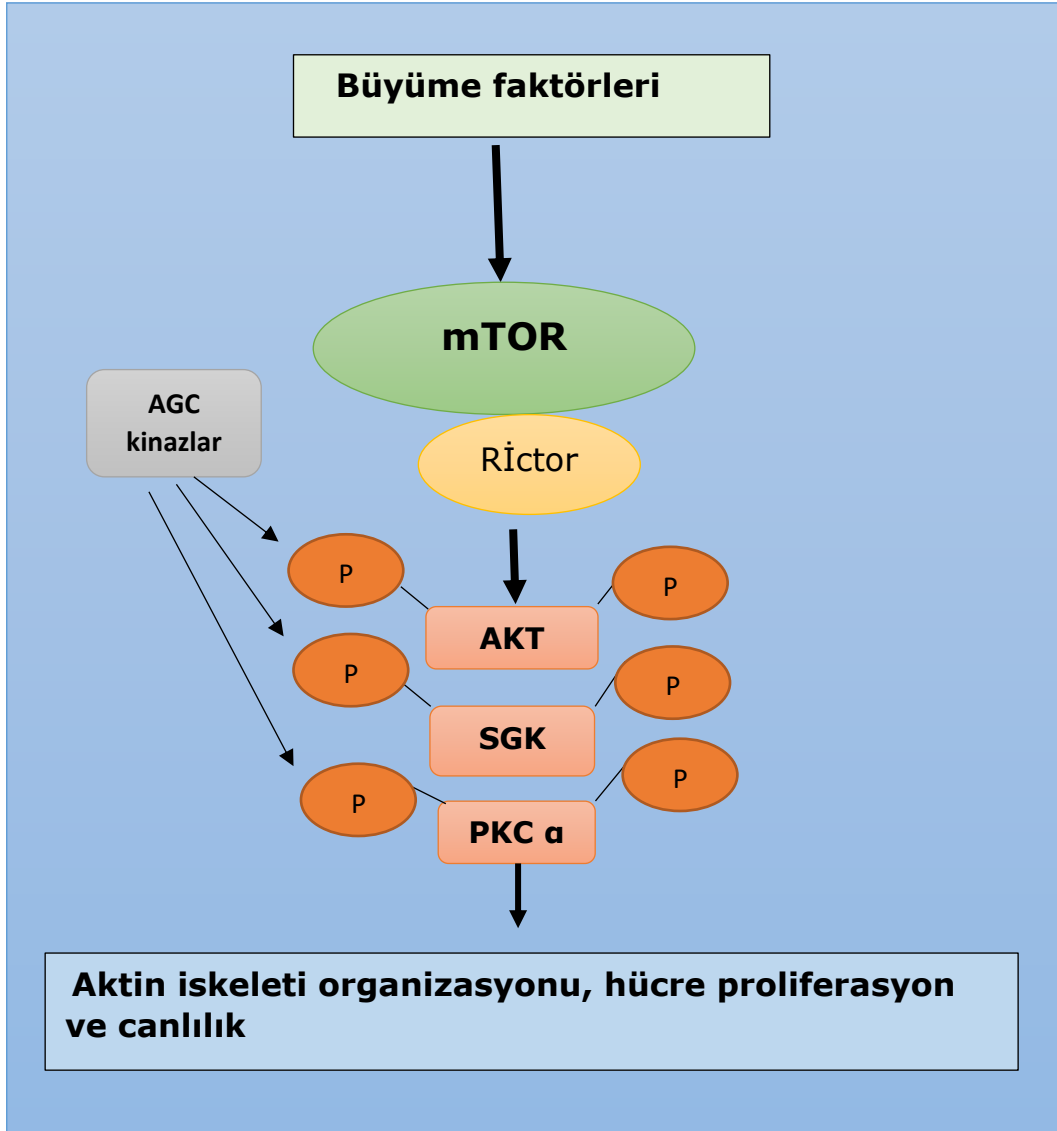 Büyüme faktörleri
mTOR
AGC
kinazlar
Rİctor
P
P
AKT
P
P
SGK
P
P
PKC α
Aktin iskeleti organizasyonu, hücre proliferasyon
ve canlılık